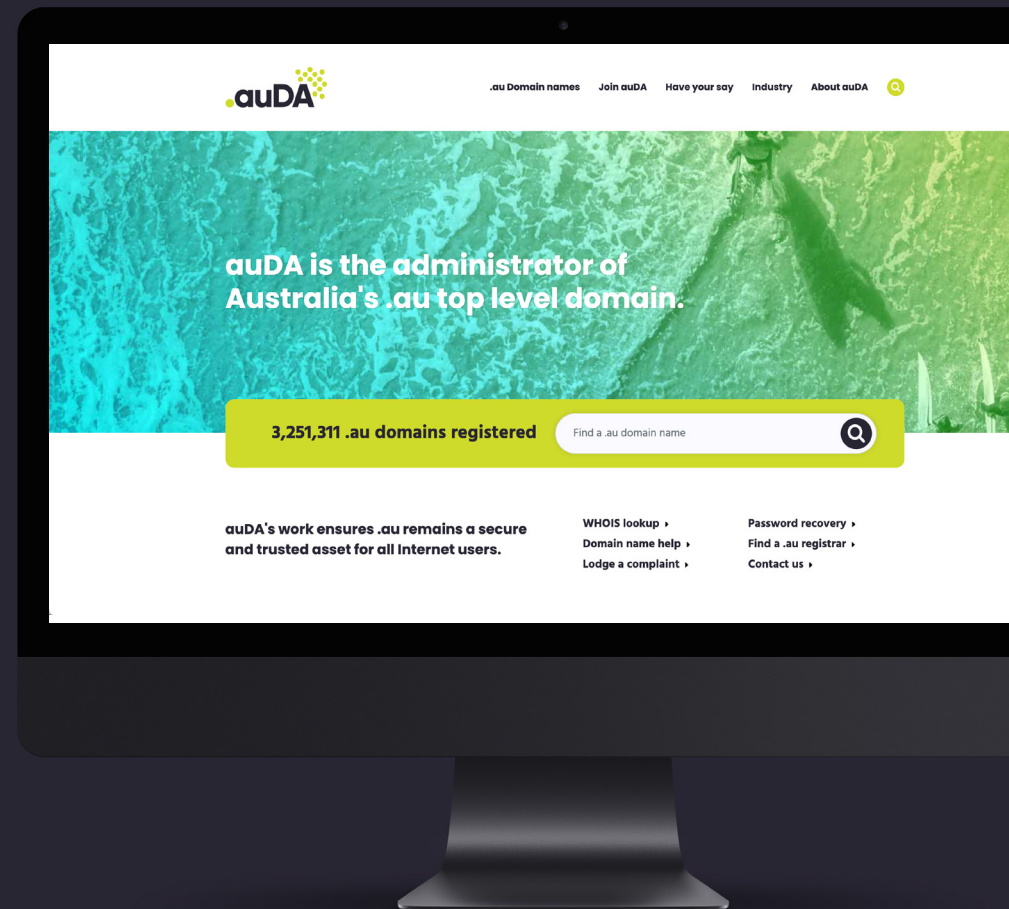 .auDA
.au Domain names Join auDA Have your say Industry About auDA
auDA is the administrator of
Australia's .au top level domain.
3,251,311 .au domains registered Find a .au domain name
auDA's work ensures .au remains a secure
and trusted asset for all Internet users.
WHOIS lookup
Domain name help
Lodge a complaint
Password recovery
Find a .au registrar
Contact us